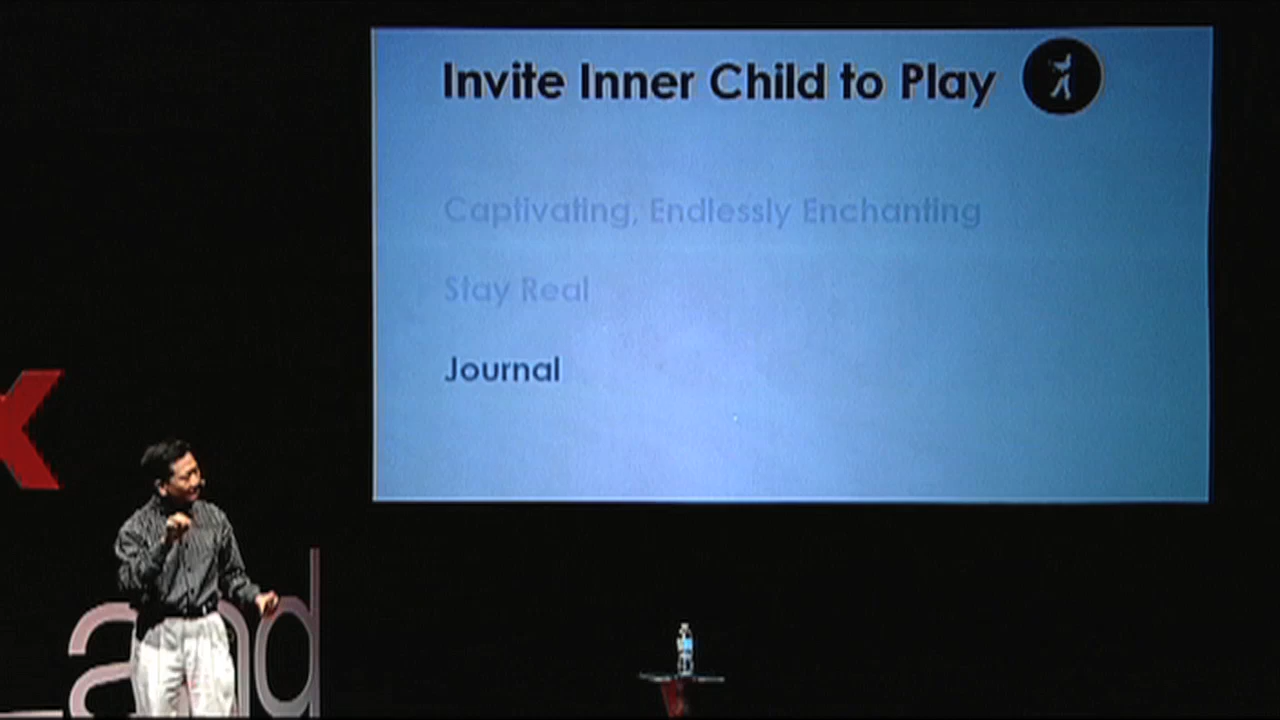 Invite Inner Child to Play
Captivating, Endlessly Enchanting
Stay Real
Journal
x